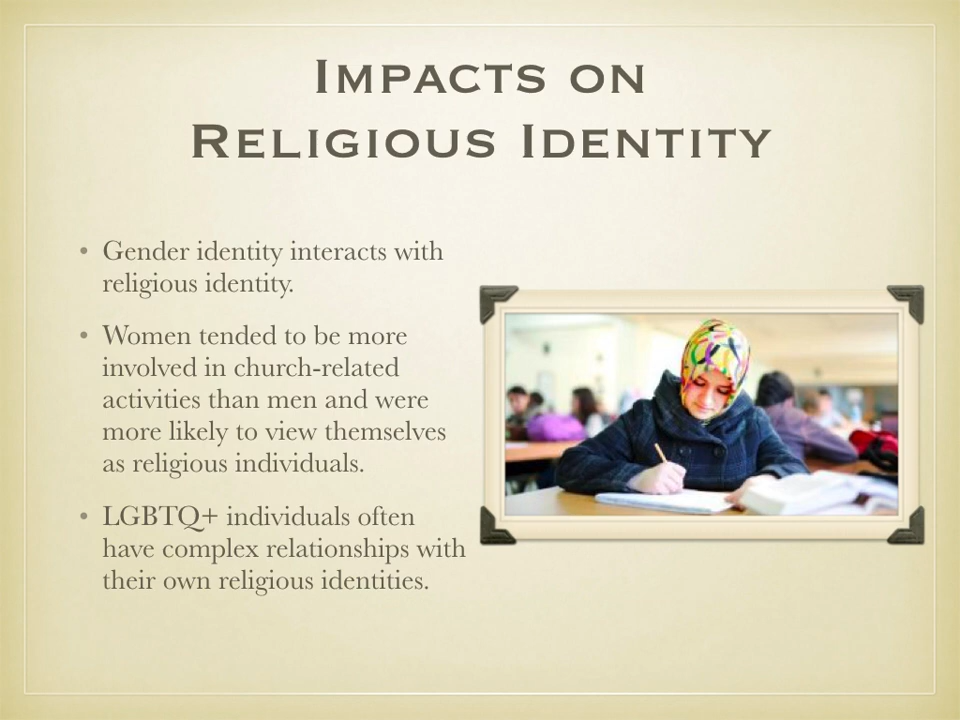 Impacts on
Religious Identity
• Gender identity interacts with
religious identity.
• Women tended to be more
involved in church-related
activities than men and were
more likely to view themselves
as religious individuals.
• LGBTQ+ individuals often
have complex relationships with
their own religious identities.